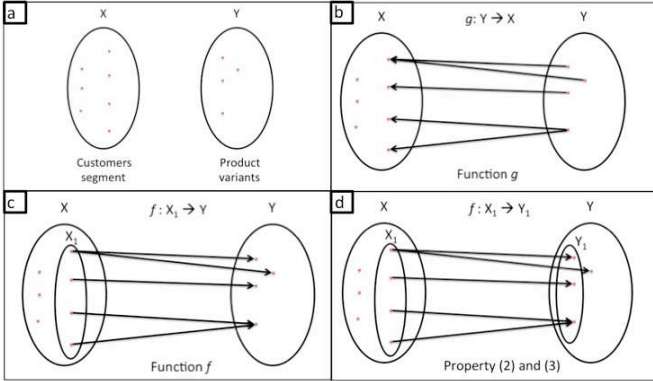 a
X
Y
Customers
segment
Product
variants
b
X
g: Y → X
Y
Function g
c
X
f : X₁ → Y
Y
X₁
Function f
d
X
f : X₁ → Y₁
Y
X₁
Y₁
Property (2) and (3)